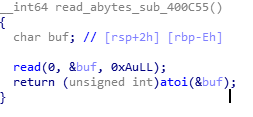 __int64 read_abytes_sub_400C55()
{
char buf; // [rsp+2h] [rbp-Eh]
read(0, &buf, 0xAuLL);
return (unsigned int)atoi(&buf);
}